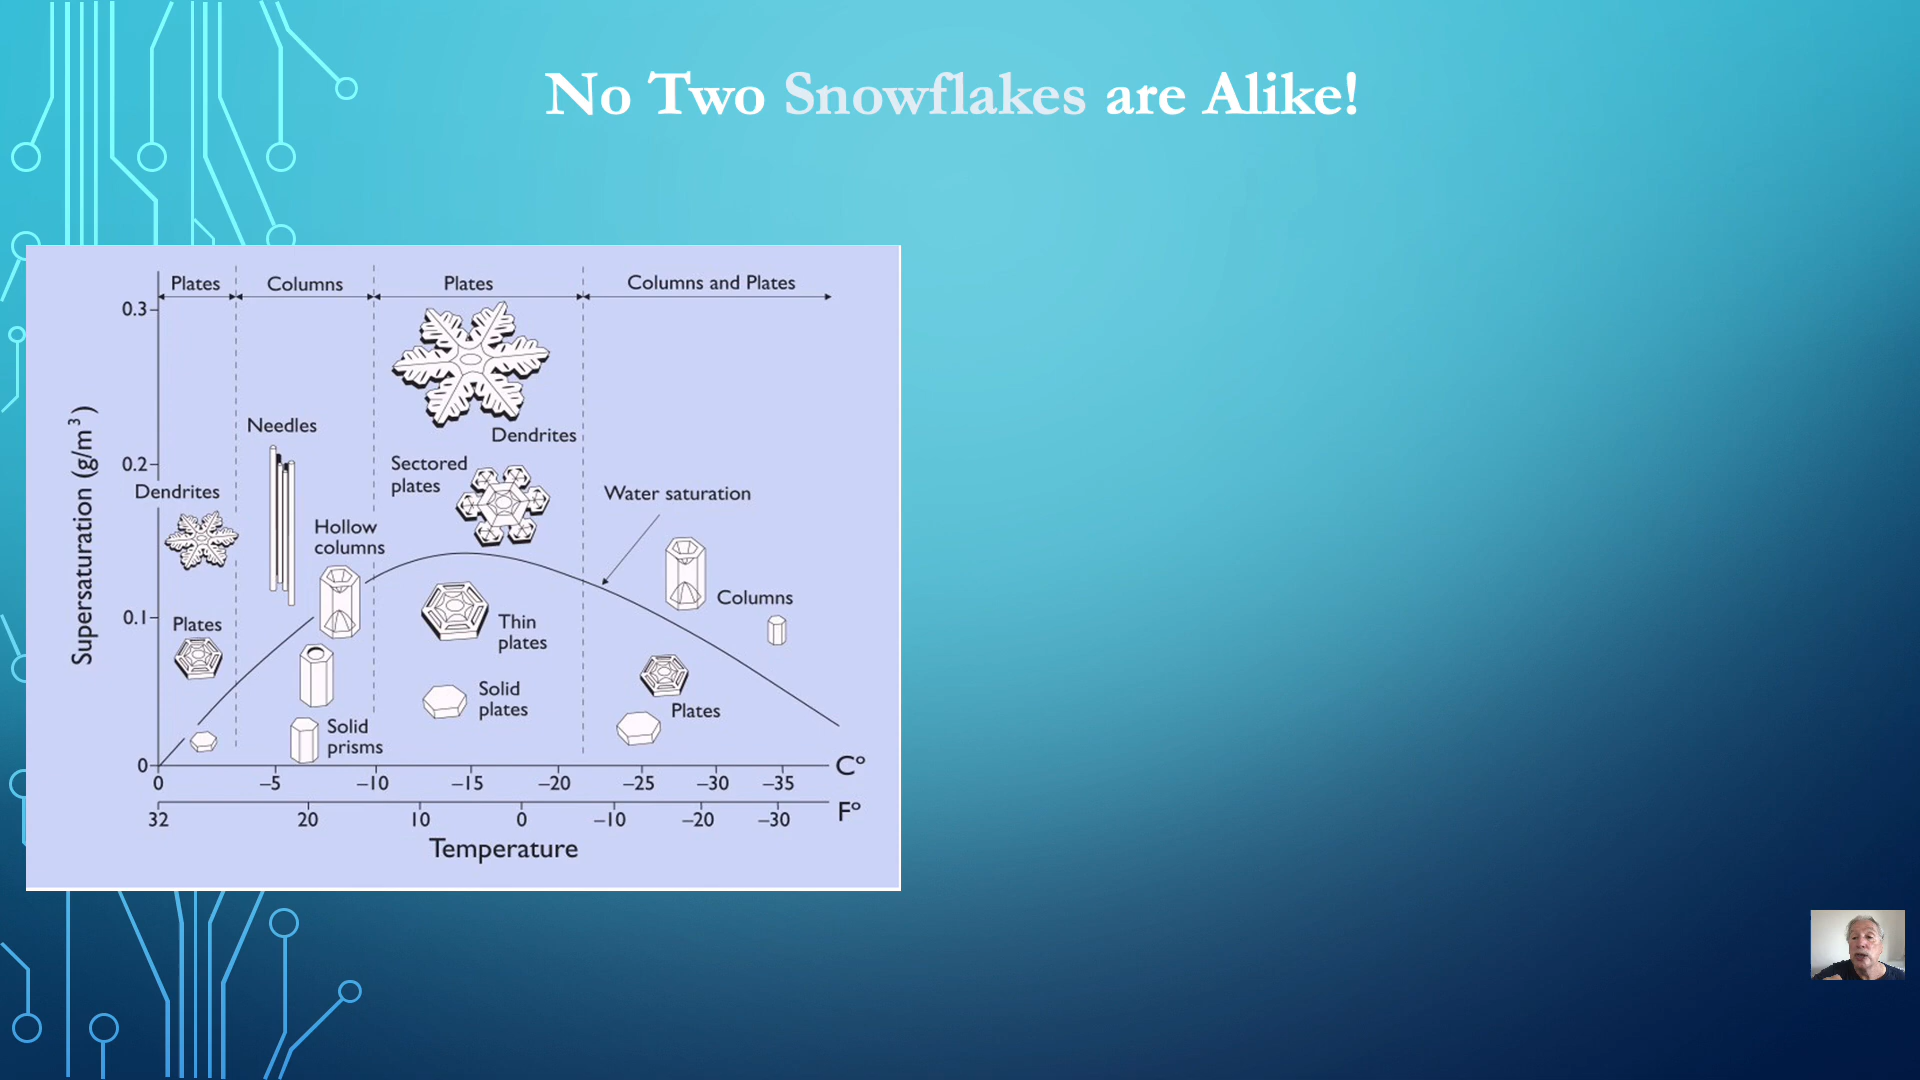 No Two Snowflakes are Alike!
Plates
Columns
Plates
Columns and Plates
0.3
0.2
0.1
0
Supersaturation (g/m³)
Dendrites
Needles
Sectored
plates
Dendrites
Water saturation
Hollow
columns
Plates
Thin
plates
Columns
Solid
prisms
Solid
plates
Plates
0 –5 –10 –15 –20 –25 –30 –35 C°
32 20 10 0 –10 –20 –30 F°
Temperature